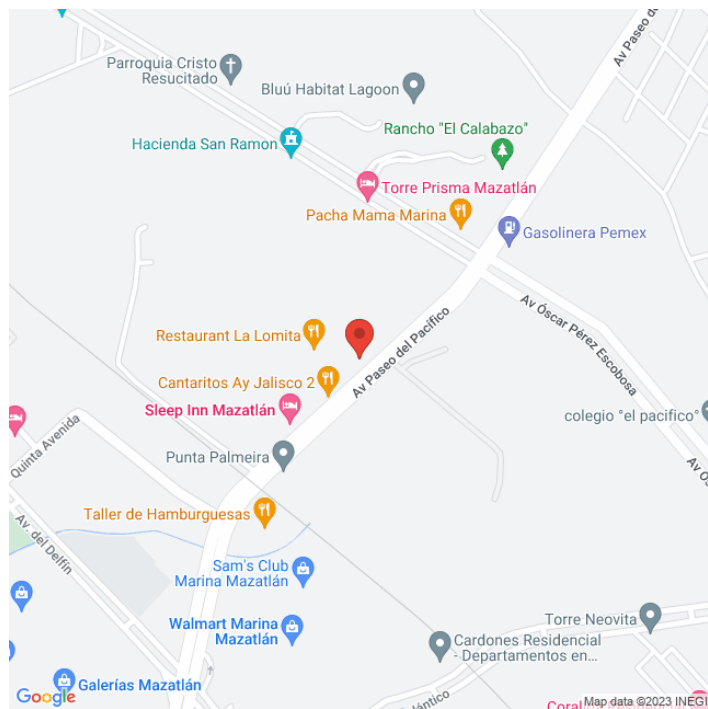 Av Paseo del
Parroquia Cristo
Resucitado
Bluú Habitat Lagoon
Rancho "El Calabazo"
Hacienda San Ramon
Torre Prisma Mazatlán
Pacha Mama Marina
Gasolinera Pemex
Av Óscar Pérez Escobosa
Restaurant La Lomita
Av Paseo del Pacífico
Cantaritos Ay Jalisco 2
Sleep Inn Mazatlán
colegio "el pacifico"
Quinta Avenida
Punta Palmeira
Taller de Hamburguesas
Av. del Delfín
Sam's Club
Marina Mazatlán
Walmart Marina
Mazatlán
Torre Neovita
Cardones Residencial
- Departamentos en...
Galerías Mazatlán
Google
Map data ©2023 INEGI